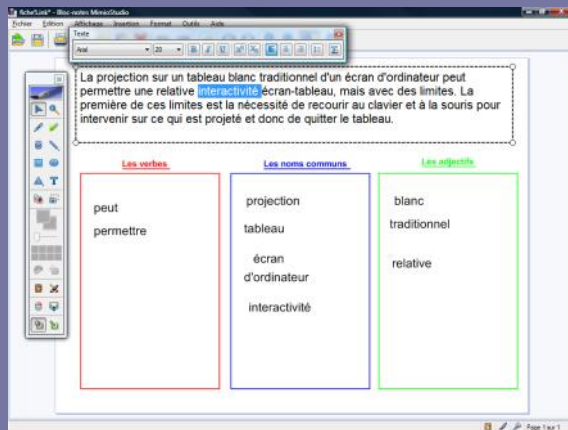 fiche1.ink* - Bloc-notes MimioStudio
Fichier Edition Affichage Insertion Format Outils Aide
Texte
Arial 20
La projection sur un tableau blanc traditionnel d'un écran d'ordinateur peut
permettre une relative interactivité écran-tableau, mais avec des limites. La
première de ces limites est la nécessité de recourir au clavier et à la souris pour
intervenir sur ce qui est projeté et donc de quitter le tableau.
Les verbes
Les noms communs
Les adjectifs
peut
permettre
projection
tableau
écran
d'ordinateur
interactivité
blanc
traditionnel
relative
Page 1 sur 1